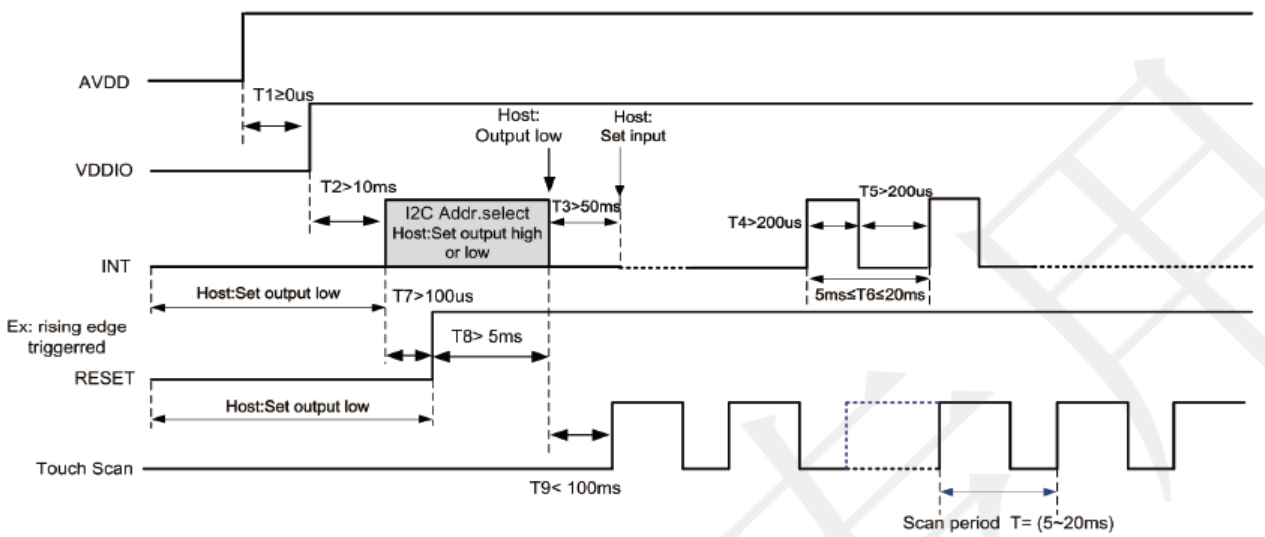 AVDD
T1≥0us
Host:
Output low
Host:
Set input
VDDIO
T2>10ms
I2C Addr.select
Host:Set output high
or low
T3>50ms
T5>200us
T4>200us
INT
Host:Set output low
T7>100us
5ms≤T6≤20ms
Ex: rising edge
triggerred
T8> 5ms
RESET
Host:Set output low
Touch Scan
T9< 100ms
Scan period T= (5~20ms)